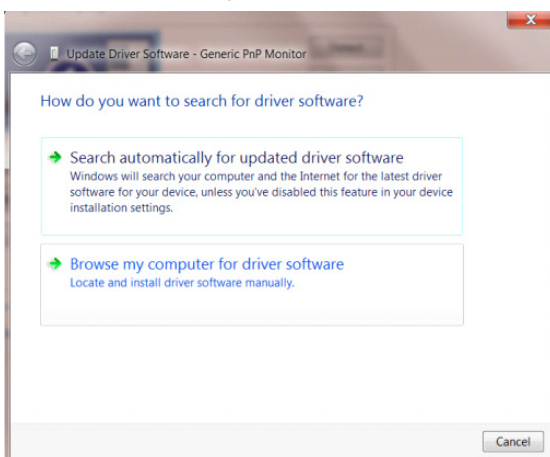 Update Driver Software - Generic PnP Monitor
How do you want to search for driver software?
Search automatically for updated driver software
Windows will search your computer and the Internet for the latest driver
software for your device, unless you've disabled this feature in your device
installation settings.
Browse my computer for driver software
Locate and install driver software manually.
Cancel